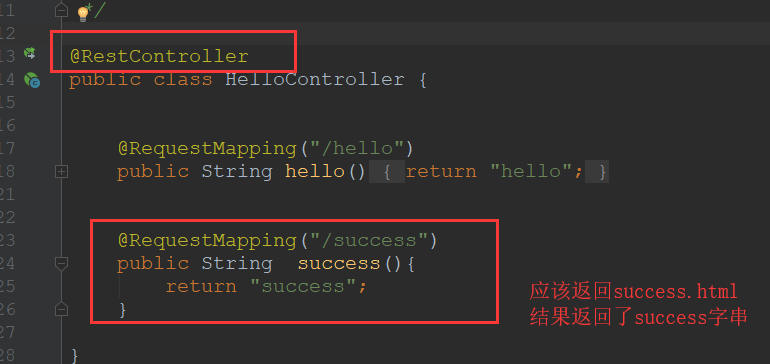 11 */
12
13 @RestController
14 public class HelloController {
15
16
17 @RequestMapping("/hello")
18 public String hello() { return "hello"; }
21
22
23 @RequestMapping("/success")
24 public String success(){
25 return "success";
26 }
27
28 }
应该返回success.html
结果返回了success字串